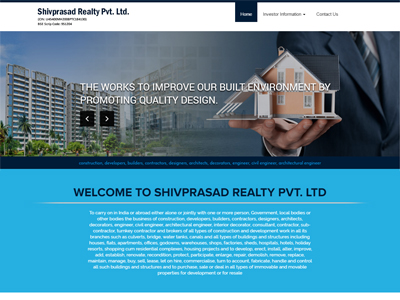 Shivprasad Realty Pvt. Ltd.
Home
Investor Information
Contact Us
THE WORKS TO IMPROVE OUR BUILT ENVIRONMENT BY
PROMOTING QUALITY DESIGN.
construction, developers, builders, contractors, designers, architects, decorators, engineer, civil engineer, architectural engineer
WELCOME TO SHIVPRASAD REALTY PVT. LTD
To carry on in India or abroad either alone or jointly with one or more person, Government, local bodies or
other bodies the business of construction, developers, builders, contractors, designers, architects,
decorators, engineer, civil engineer, architectural engineer, interior decorator, consultant, contractor, sub-
contractor, turnkey contractor and brokers of all types of construction and development work in all its
branches such as culverts, bridge, water tanks, canals and all types of buildings and structures including
houses, flats, apartments, offices, godowns, warehouses, shops, factories, sheds, hospitals, hotels, holiday
resorts, shopping cum residential complexes, housing projects and to develop, erect, install, alter, improve,
add, establish, renovate, recondition, protect, participate, enlarge, repair, demolish, remove, replace,
maintain, manage, buy, sell, lease, let on hire, commercialize, turn to account, fabricate, handle and control
all such buildings and structures and to purchase, sale or deal in all types of immovable and movable
properties for development or for resale